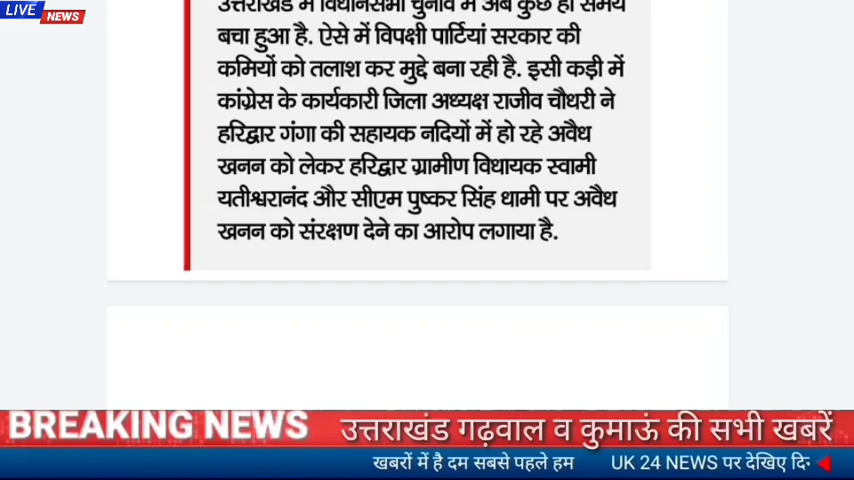 LIVE
NEWS
उत्तराखंड में विधानसभा चुनाव में अब कुछ ही समय
बचा हुआ है. ऐसे में विपक्षी पार्टियां सरकार की
कमियों को तलाश कर मुद्दे बना रही है. इसी कड़ी में
कांग्रेस के कार्यकारी जिला अध्यक्ष राजीव चौधरी ने
हरिद्वार गंगा की सहायक नदियों में हो रहे अवैध
खनन को लेकर हरिद्वार ग्रामीण विधायक स्वामी
यतीश्वरानंद और सीएम पुष्कर सिंह धामी पर अवैध
खनन को संरक्षण देने का आरोप लगाया है.
BREAKING NEWS
उत्तराखंड गढ़वाल व कुमाऊं की सभी खबरें
खबरों में है दम सबसे पहले हम UK 24 NEWS पर देखिए